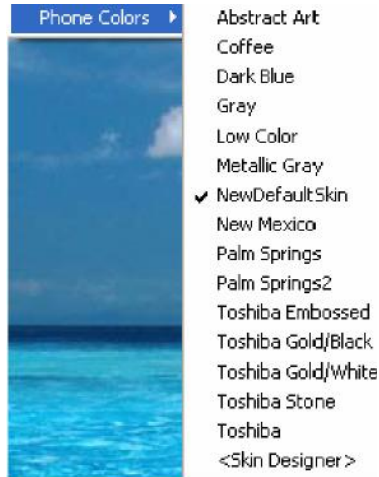 Phone Colors
Abstract Art
Coffee
Dark Blue
Gray
Low Color
Metallic Gray
NewDefaultSkin
New Mexico
Palm Springs
Palm Springs2
Toshiba Embossed
Toshiba Gold/Black
Toshiba Gold/White
Toshiba Stone
Toshiba
<Skin Designer>